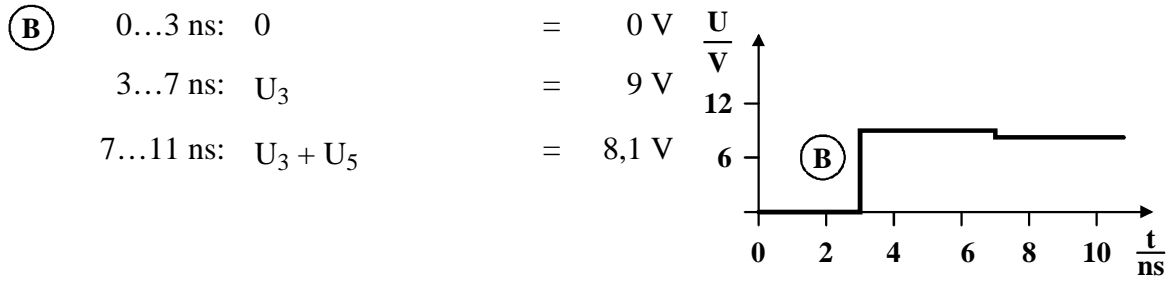 B 0…3 ns: 0 = 0 V
3…7 ns: U3 = 9 V
7…11 ns: U3 + U5 = 8,1 V
U
V
12
6
B
0 2 4 6 8 10
t
ns